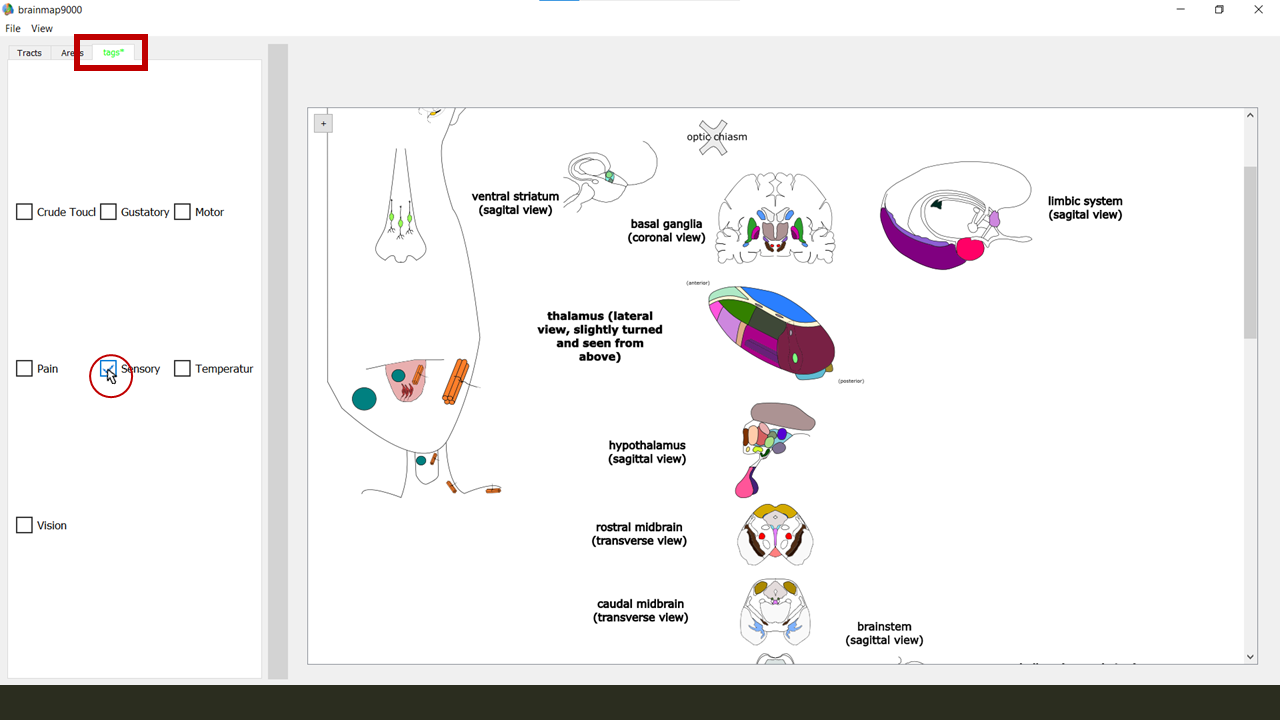 brainmap9000
File View
Tracts Are s tags*
+
optic chiasm
ventral striatum
(sagital view)
basal ganglia
(coronal view)
limbic system
(sagital view)
Crude Toucl Gustatory Motor
(anterior)
thalamus (lateral
view, slightly turned
and seen from
above)
(posterior)
Pain Sensory Temperatur
hypothalamus
(sagittal view)
Vision
rostral midbrain
(transverse view)
caudal midbrain
(transverse view)
brainstem
(sagittal view)